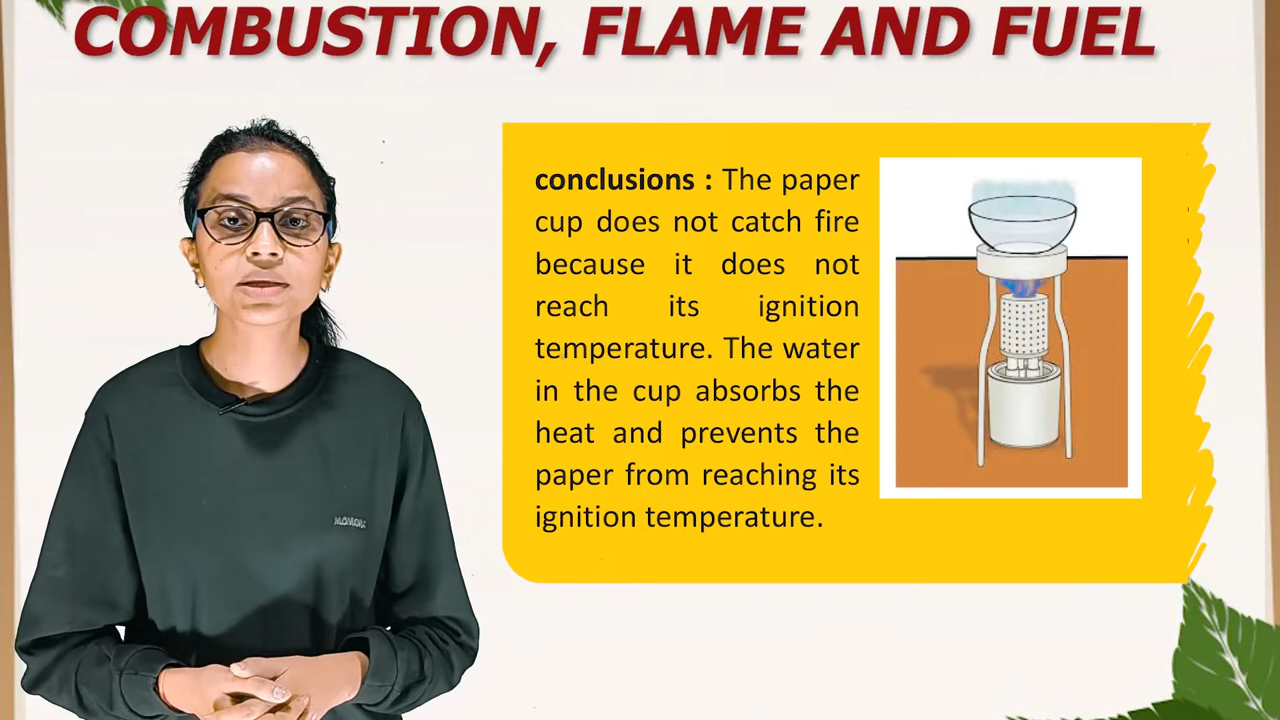 COMBUSTION, FLAME AND FUEL
conclusions : The paper
cup does not catch fire
because it does not
reach its ignition
temperature. The water
in the cup absorbs the
heat and prevents the
paper from reaching its
ignition temperature.